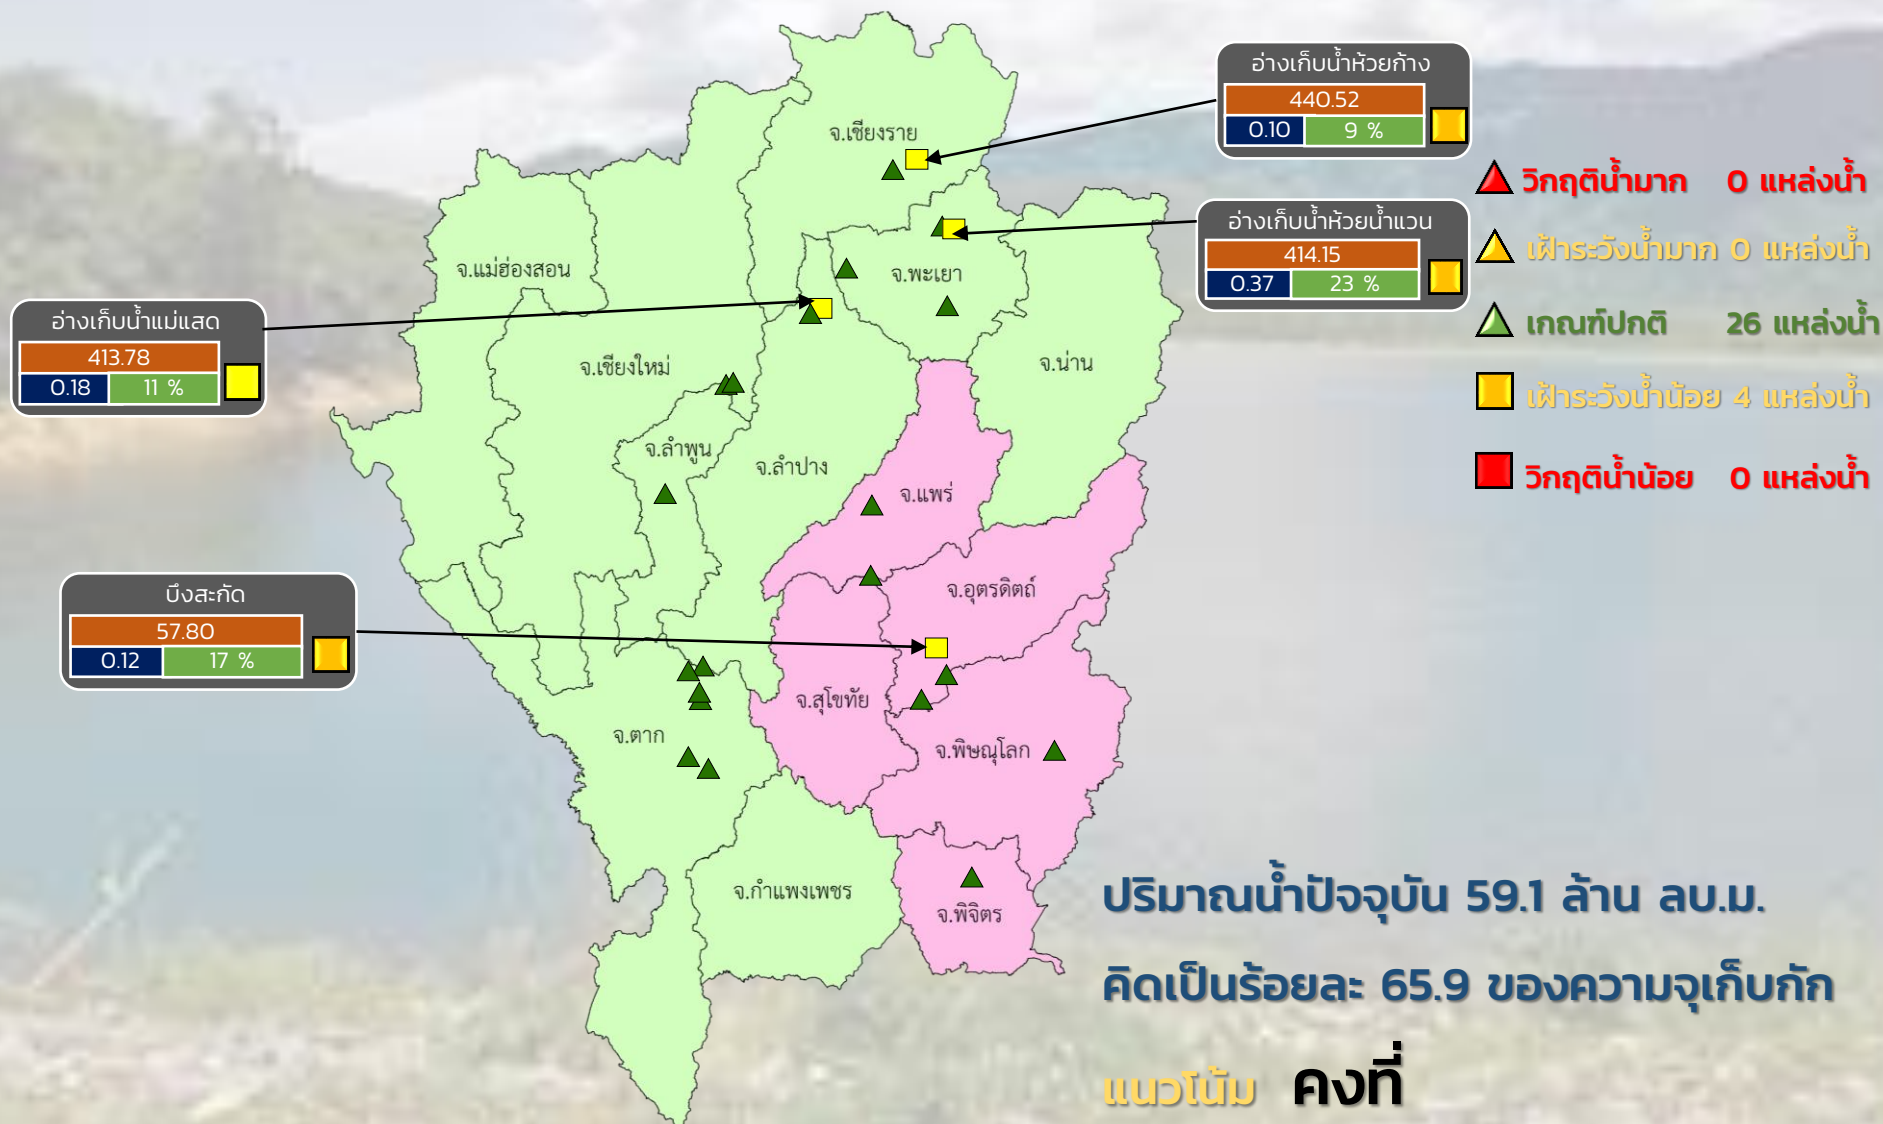 อ่างเก็บน้ำห้วยก้าง
440.52
0.10 9 %
อ่างเก็บน้ำห้วยน้ำแวน
414.15
0.37 23 %
อ่างเก็บน้ำแม่แสด
413.78
0.18 11 %
บึงสะกัด
57.80
0.12 17 %
วิกฤติน้ำมาก 0 แหล่งน้ำ
เฝ้าระวังน้ำมาก 0 แหล่งน้ำ
เกณฑ์ปกติ 26 แหล่งน้ำ
เฝ้าระวังน้ำน้อย 4 แหล่งน้ำ
วิกฤติน้ำน้อย 0 แหล่งน้ำ
จ.เชียงราย
จ.แม่ฮ่องสอน
จ.พะเยา
จ.เชียงใหม่
จ.น่าน
จ.ลำพูน
จ.ลำปาง
จ.แพร่
จ.อุตรดิตถ์
จ.สุโขทัย
จ.ตาก
จ.พิษณุโลก
จ.กำแพงเพชร
จ.พิจิตร
ปริมาณน้ำปัจจุบัน 59.1 ล้าน ลบ.ม.
คิดเป็นร้อยละ 65.9 ของความจุเก็บกัก
แนวโน้ม คงที่